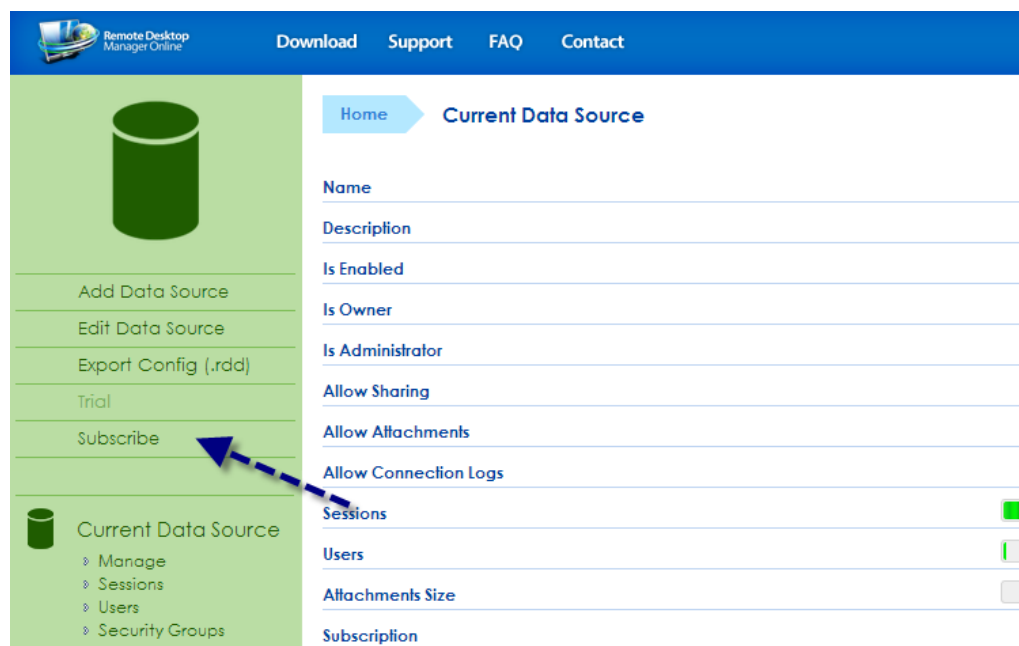 Remote Desktop
Manager Online
Download Support FAQ Contact
Home Current Data Source
Add Data Source
Edit Data Source
Export Config (.rdd)
Trial
Subscribe
Current Data Source
Manage
Sessions
Users
Security Groups
Name
Description
Is Enabled
Is Owner
Is Administrator
Allow Sharing
Allow Attachments
Allow Connection Logs
Sessions
Users
Attachments Size
Subscription